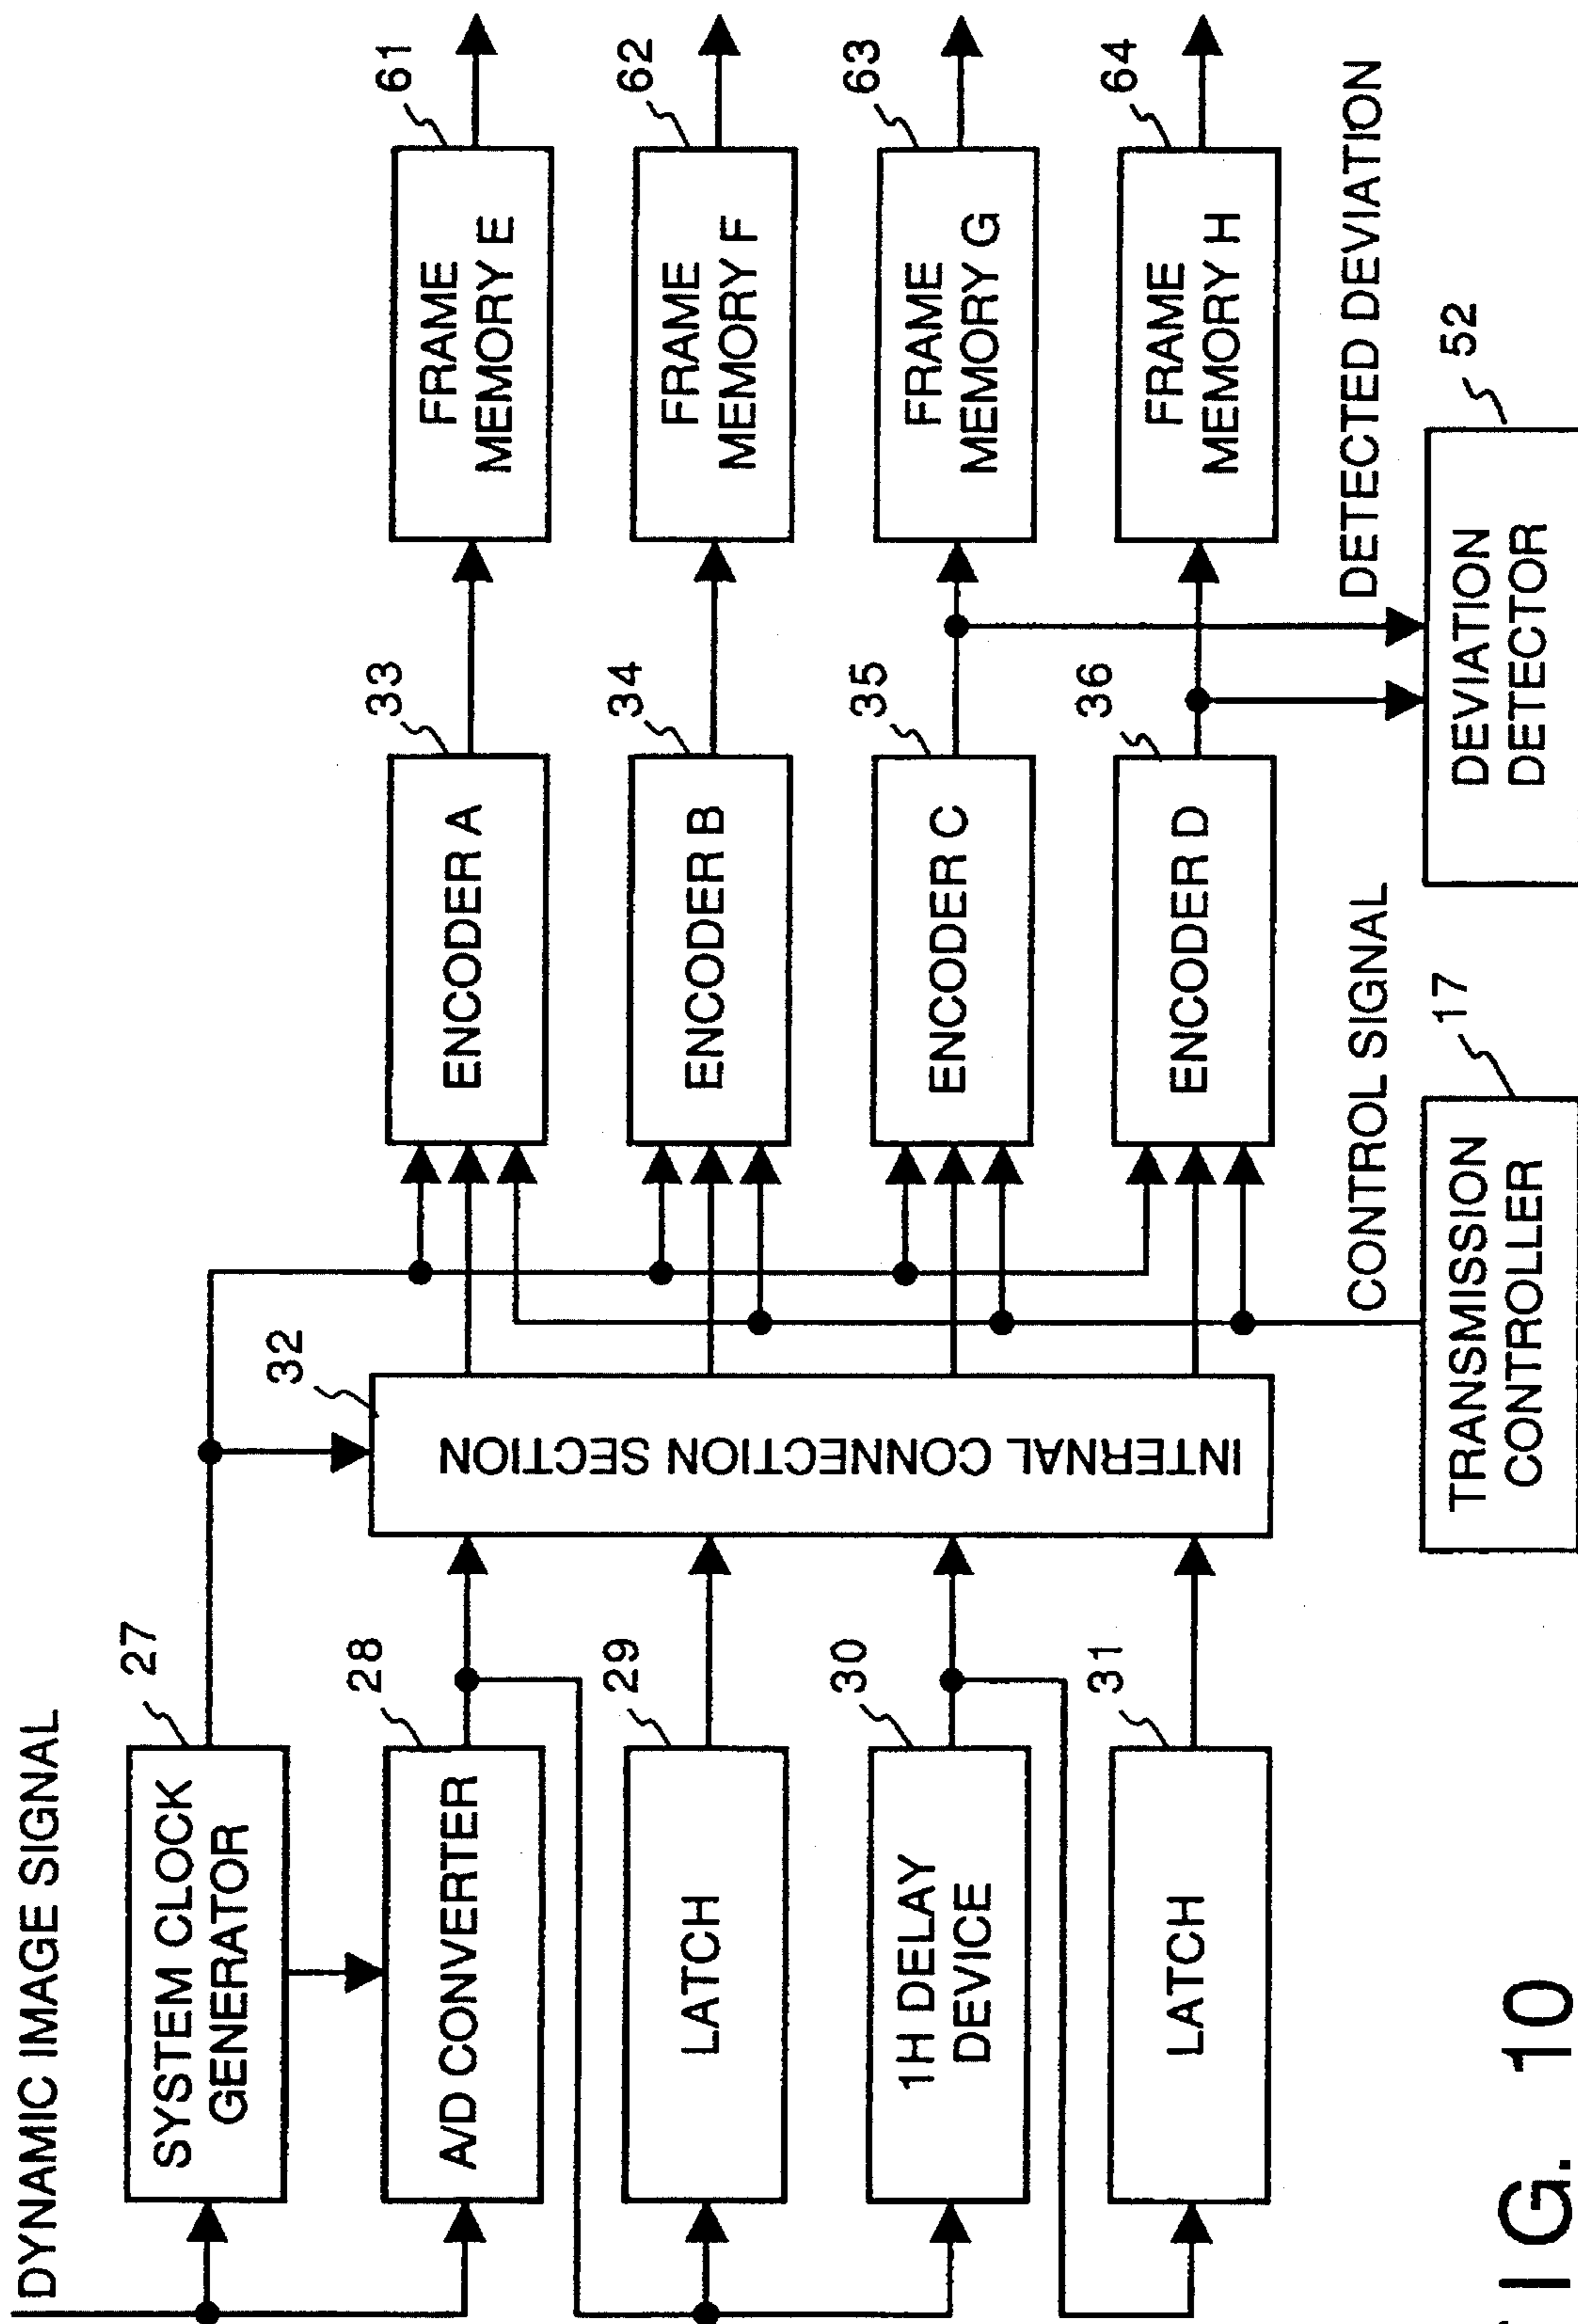 DYNAMIC IMAGE SIGNAL
27
SYSTEM CLOCK
GENERATOR
28
A/D CONVERTER
29
LATCH
30
1H DELAY
DEVICE
31
LATCH
32
INTERNAL CONNECTION SECTION
33
ENCODER A
34
ENCODER B
35
ENCODER C
36
ENCODER D
61
FRAME
MEMORY E
62
FRAME
MEMORY F
63
FRAME
MEMORY G
64
FRAME
MEMORY H
CONTROL SIGNAL
17
TRANSMISSION
CONTROLLER
DETECTED DEVIATION
52
DEVIATION
DETECTOR
FIG. 10